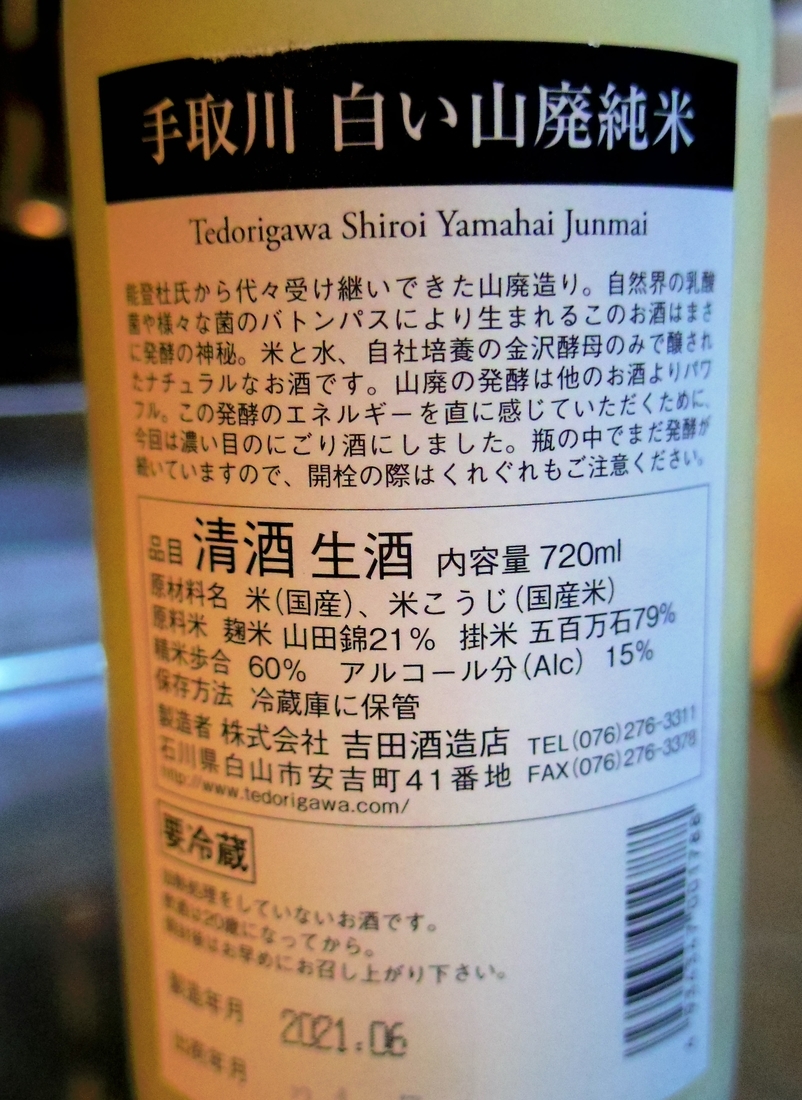 手取川 白い山廃純米
Tedorigawa Shiroi Yamahai Junmai
能登杜氏から代々受け継いできた山廃造り。自然界の乳酸
菌や様々な菌のバトンパスにより生まれるこのお酒はまさ
に発酵の神秘。米と水、自社培養の金沢酵母のみで醸され
たナチュラルなお酒です。山廃の発酵は他のお酒よりパワ
フル。この発酵のエネルギーを直に感じていただくために、
今回は濃い目のにごり酒にしました。瓶の中でまだ発酵が
続いていますので、開栓の際はくれぐれもご注意ください。
品目 清酒 生酒 内容量 720ml
原材料名 米(国産)、米こうじ(国産米)
原料米 麹米 山田錦21% 掛米 五百万石79%
精米歩合 60% アルコール分(Alc) 15%
保存方法 冷蔵庫に保管
製造者 株式会社 吉田酒造店 TEL(076)276-3311
石川県白山市安吉町41番地 FAX(076)276-3378
http://www.tedorigawa.com/
要冷蔵
加熱処理をしていないお酒です。
飲酒は20歳になってから。
開封後はお早めにお召し上がり下さい。
製造年月 2021.06
出荷年月